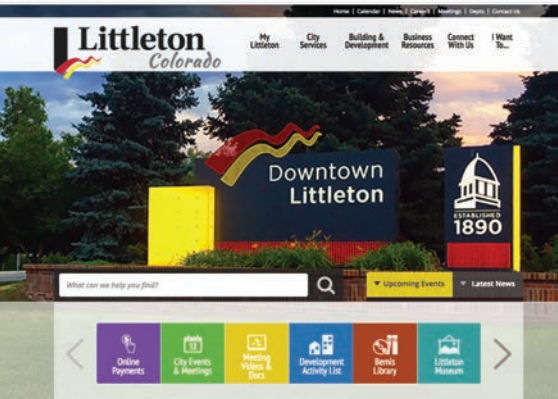 Home | Calendar | News | Careers | Meetings | Depts | Contact Us
Littleton
Colorado
My
Littleton
City
Services
Building &
Development
Business
Resources
Connect
With Us
I Want
To...
Downtown
Littleton
ESTABLISHED
1890
What can we help you find?
Upcoming Events
Latest News
Online
Payments
12
City Events
& Meetings
Meeting
Videos &
Docs
Development
Activity List
Bemis
Library
Littleton
Museum